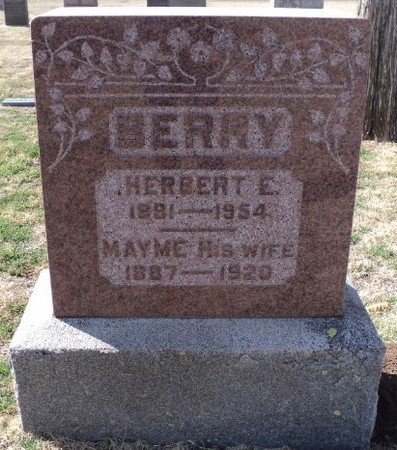 BERRY
HERBERT E.
1881—1954
MAYME HIS WIFE
1887—1920